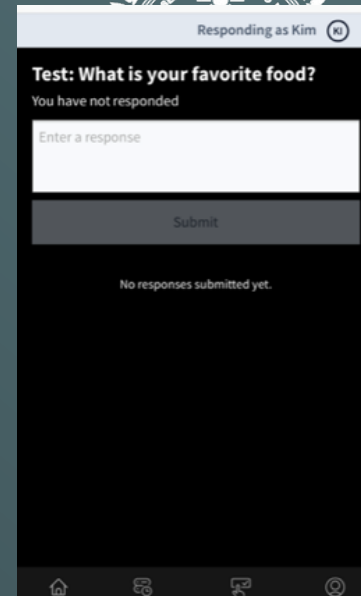 Responding as Kim KI
Test: What is your favorite food?
You have not responded
Enter a response
Submit
No responses submitted yet.